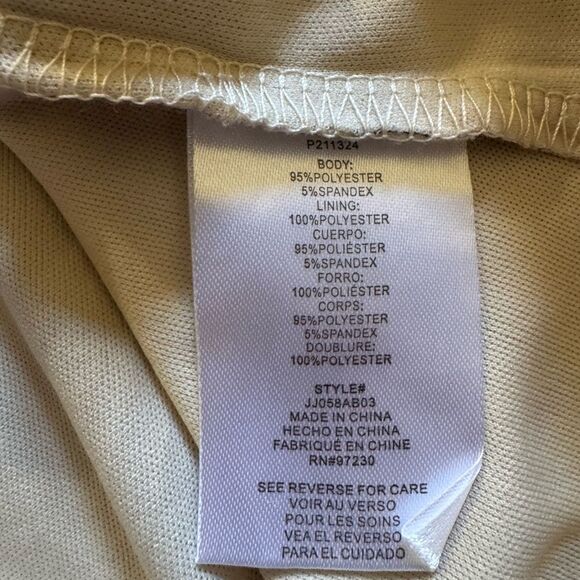 P211324
BODY:
95%POLYESTER
5%SPANDEX
LINING:
100%POLYESTER
CUERPO:
95%POLIÉSTER
5%SPANDEX
FORRO:
100%POLIÉSTER
CORPS:
95%POLYESTER
5%SPANDEX
DOUBLURE:
100%POLYESTER
STYLE#
JJ058AB03
MADE IN CHINA
HECHO EN CHINA
FABRIQUÉ EN CHINE
RN#97230
SEE REVERSE FOR CARE
VOIR AU VERSO
POUR LES SOINS
VEA EL REVERSO
PARA EL CUIDADO